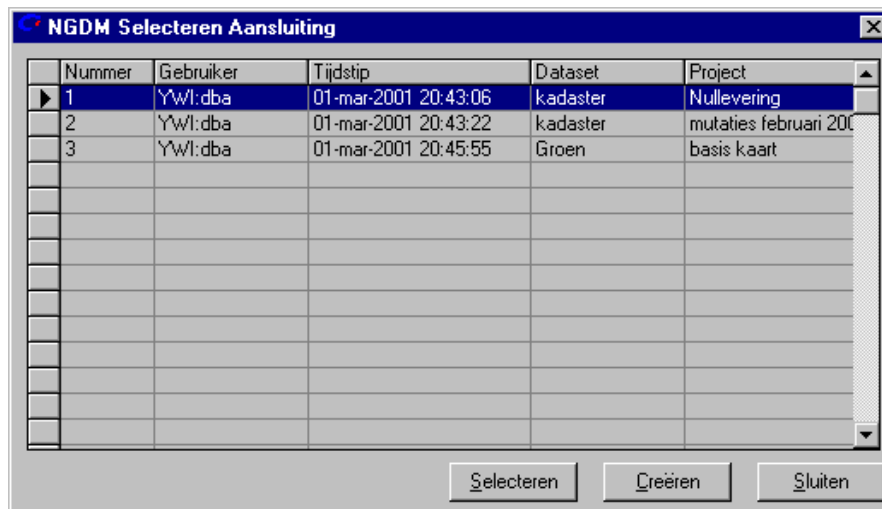 NGDM Selecteren Aansluiting
Nummer Gebruiker Tijdstip Dataset Project
1 YWI:dba 01-mar-2001 20:43:06 kadaster Nullevering
2 YWI:dba 01-mar-2001 20:43:22 kadaster mutaties februari 200
3 YWI:dba 01-mar-2001 20:45:55 Groen basis kaart
Selecteren Creëren Sluiten